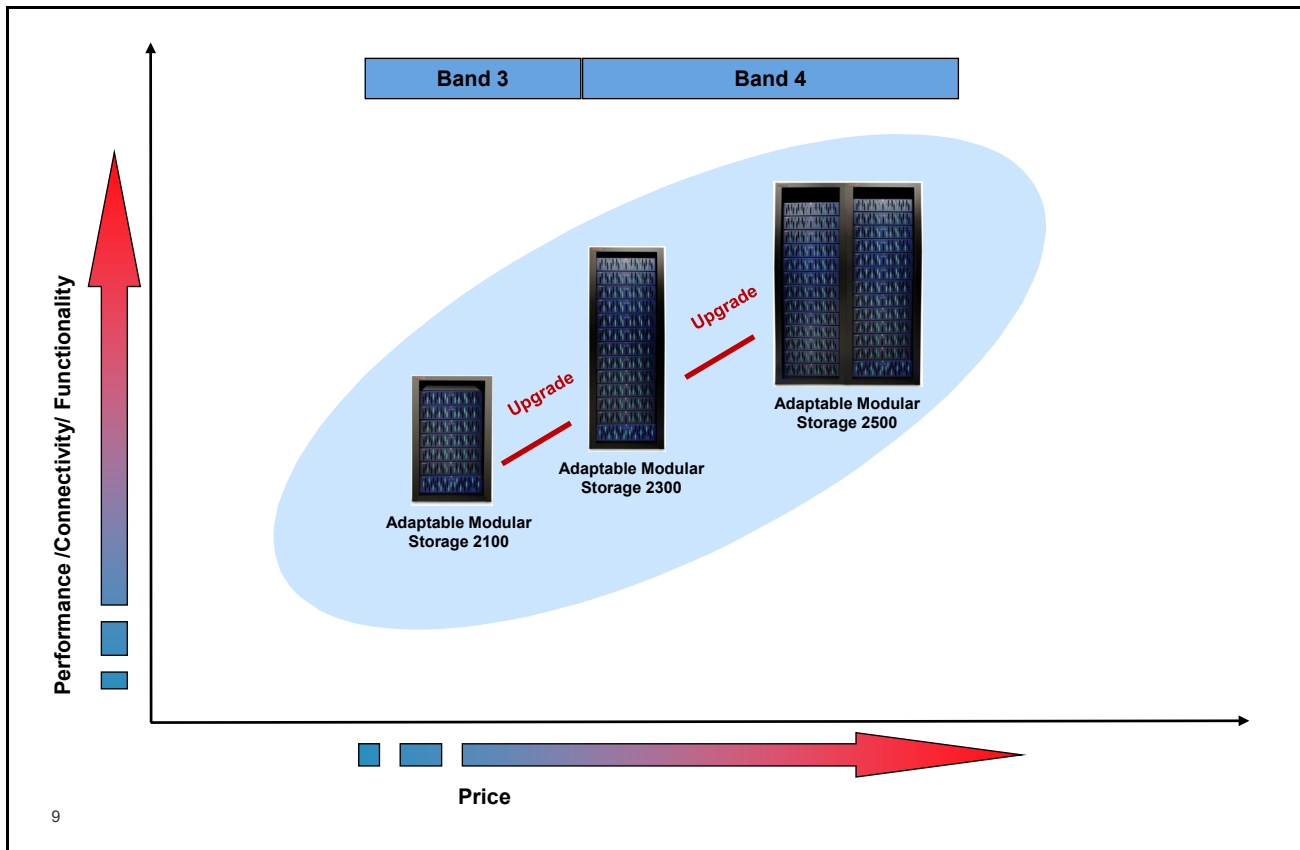 Band 3
Band 4
Performance /Connectivity/ Functionality
Upgrade
Upgrade
Adaptable Modular
Storage 2500
Adaptable Modular
Storage 2300
Adaptable Modular
Storage 2100
Price
9